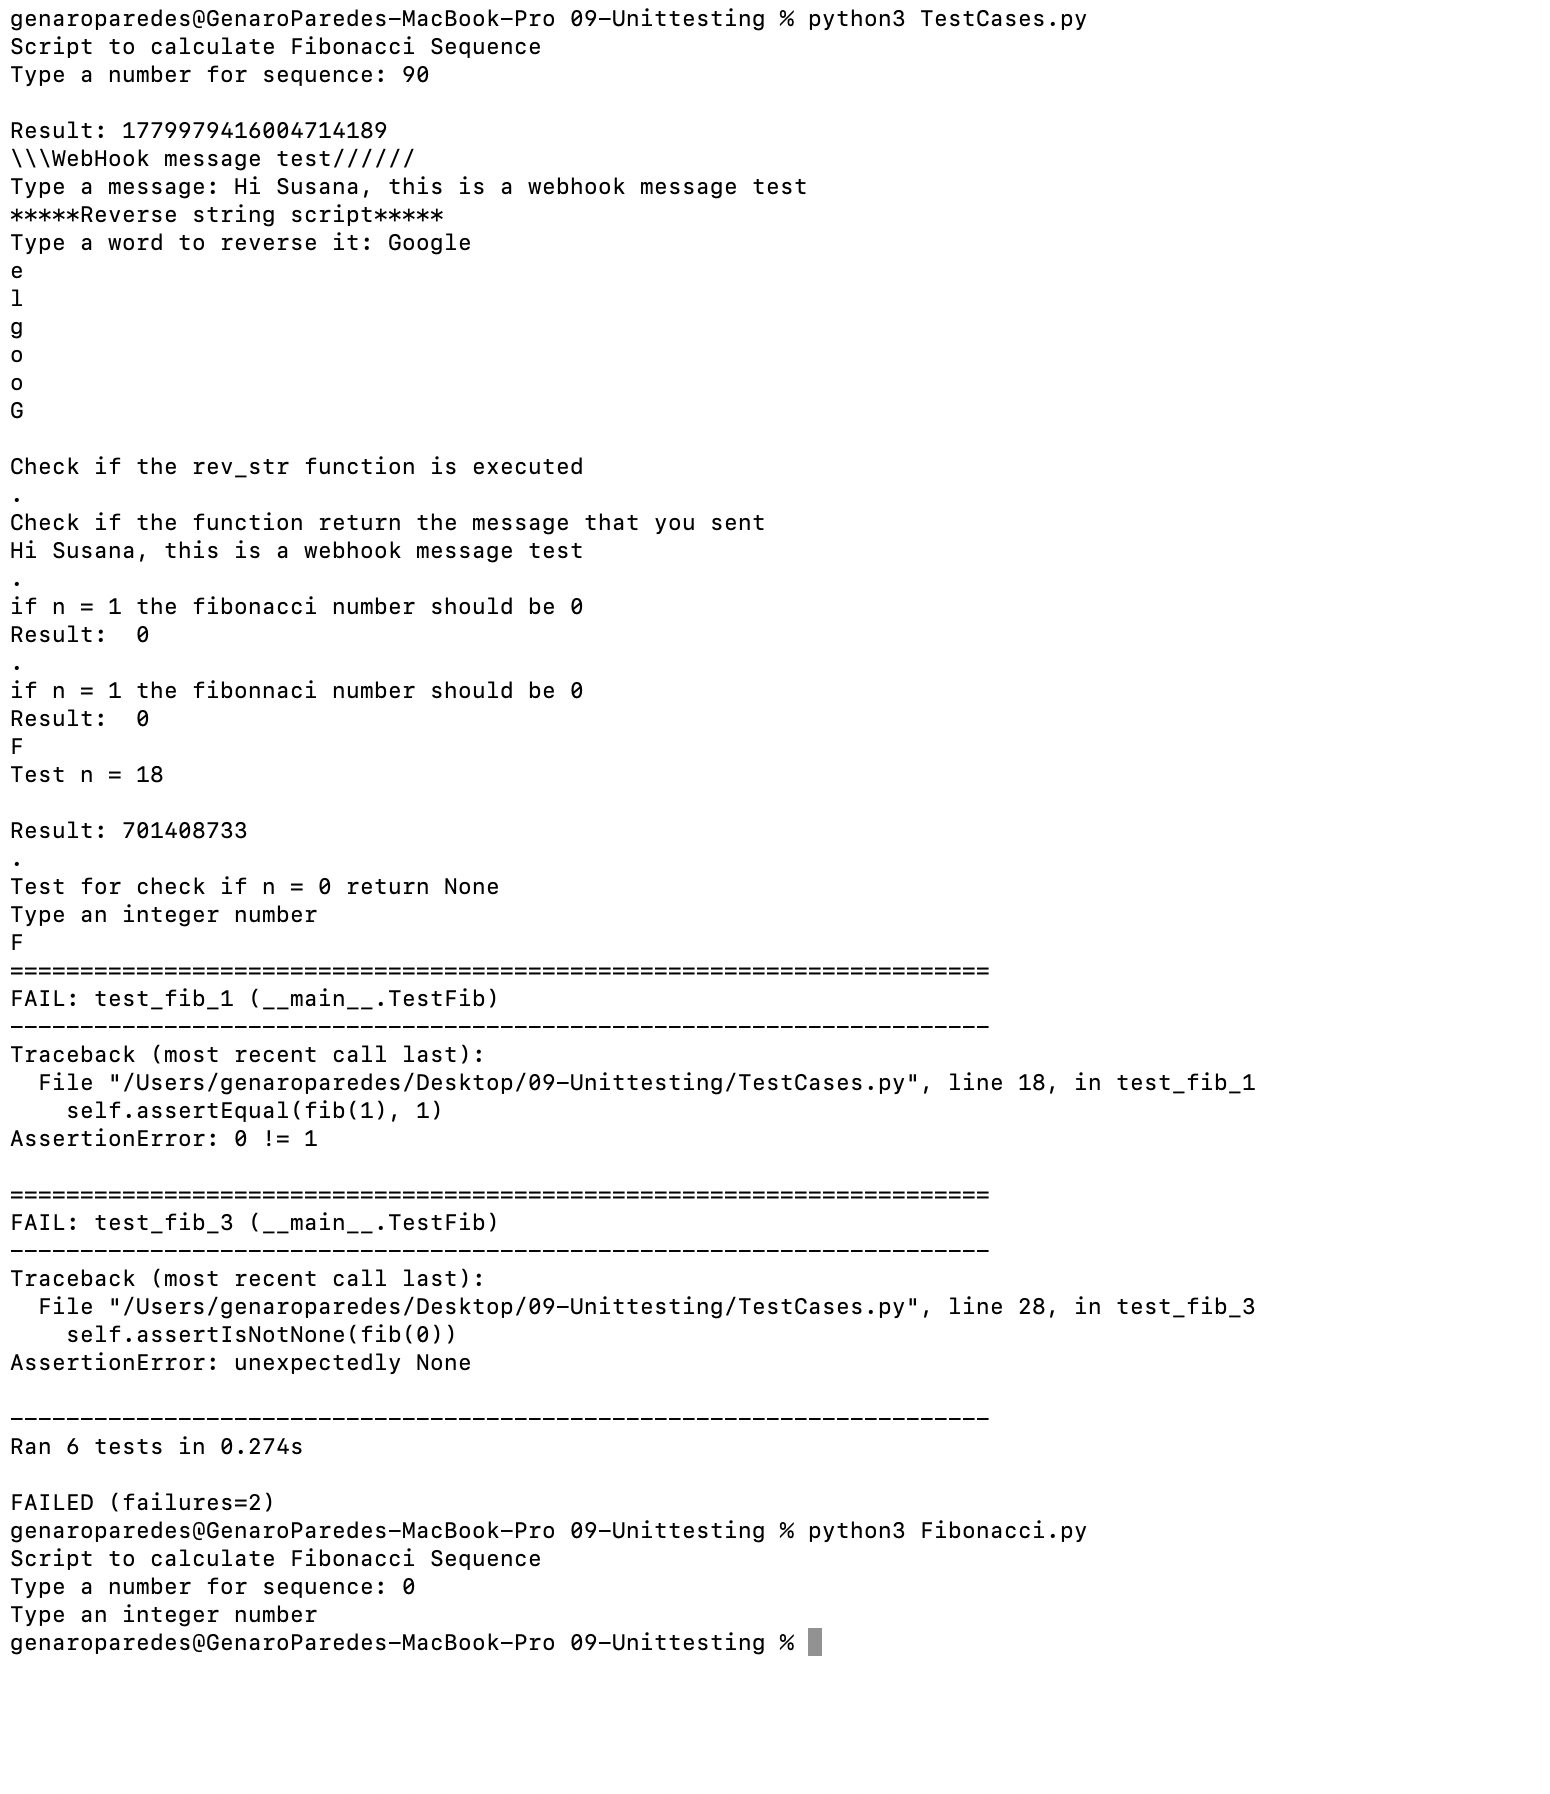 genaroparedes@GenaroParedes-MacBook-Pro 09-Unittesting % python3 TestCases.py
Script to calculate Fibonacci Sequence
Type a number for sequence: 90

Result: 1779979416004714189
\\\WebHook message test//////
Type a message: Hi Susana, this is a webhook message test
*****Reverse string script*****
Type a word to reverse it: Google
e
l
g
o
o
G

Check if the rev_str function is executed
.
Check if the function return the message that you sent
Hi Susana, this is a webhook message test
.
if n = 1 the fibonacci number should be 0
Result:  0
.
if n = 1 the fibonnaci number should be 0
Result:  0
F
Test n = 18

Result: 701408733
.
Test for check if n = 0 return None
Type an integer number
F
======================================================================
FAIL: test_fib_1 (__main__.TestFib)
----------------------------------------------------------------------
Traceback (most recent call last):
  File "/Users/genaroparedes/Desktop/09-Unittesting/TestCases.py", line 18, in test_fib_1
    self.assertEqual(fib(1), 1)
AssertionError: 0 != 1

======================================================================
FAIL: test_fib_3 (__main__.TestFib)
----------------------------------------------------------------------
Traceback (most recent call last):
  File "/Users/genaroparedes/Desktop/09-Unittesting/TestCases.py", line 28, in test_fib_3
    self.assertIsNotNone(fib(0))
AssertionError: unexpectedly None

----------------------------------------------------------------------
Ran 6 tests in 0.274s

FAILED (failures=2)
genaroparedes@GenaroParedes-MacBook-Pro 09-Unittesting % python3 Fibonacci.py
Script to calculate Fibonacci Sequence
Type a number for sequence: 0
Type an integer number
genaroparedes@GenaroParedes-MacBook-Pro 09-Unittesting %